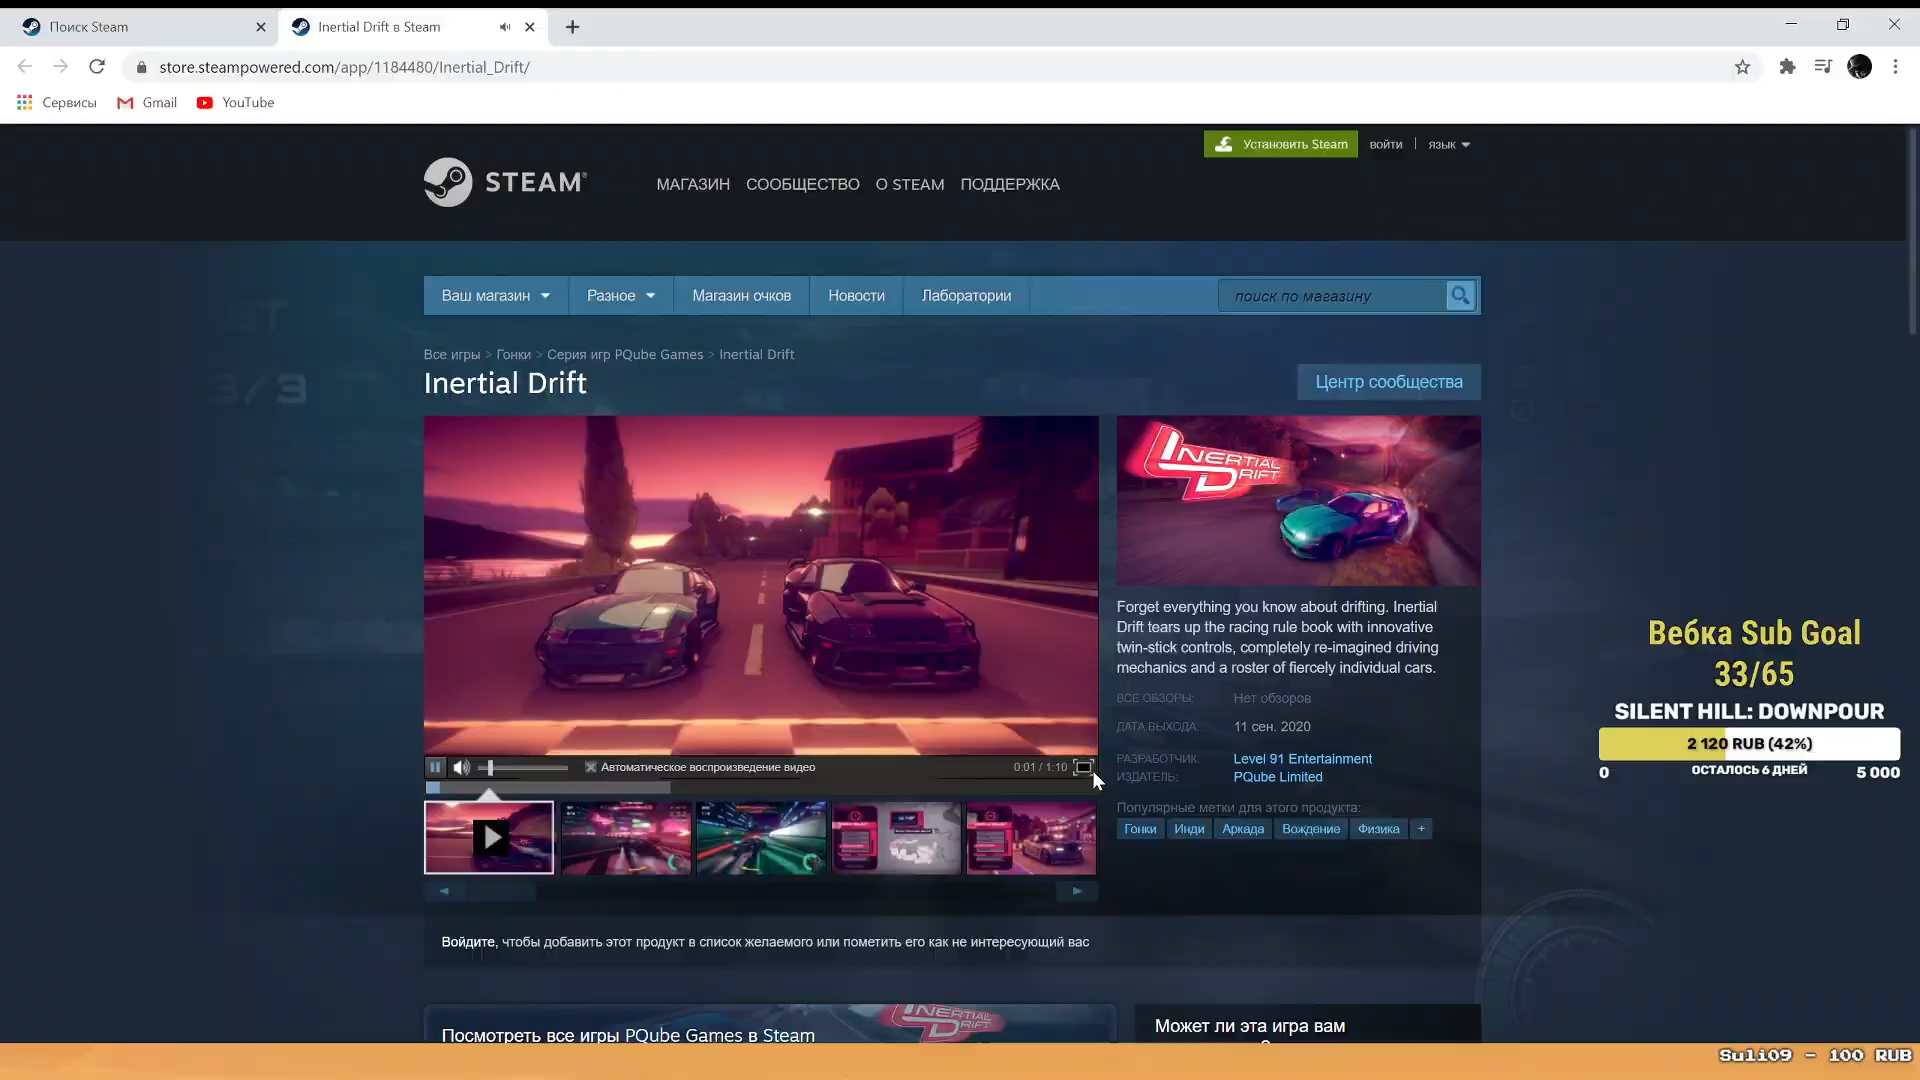 Поиск Steam
Inertial Drift в Steam
store.steampowered.com/app/1184480/Inertial_Drift/
Сервисы Gmail YouTube
Установить Steam войти язык
STEAM
МАГАЗИН СООБЩЕСТВО О STEAM ПОДДЕРЖКА
Ваш магазин Разное Магазин очков Новости Лаборатории поиск по магазину
3/3
Все игры > Гонки > Серия игр PQube Games > Inertial Drift
Inertial Drift
Центр сообщества
INERTIAL
DRIFT
Forget everything you know about drifting. Inertial
Drift tears up the racing rule book with innovative
twin-stick controls, completely re-imagined driving
mechanics and a roster of fiercely individual cars.
ВСЕ ОБЗОРЫ: Нет обзоров
ДАТА ВЫХОДА: 11 сен. 2020
РАЗРАБОТЧИК: Level 91 Entertainment
ИЗДАТЕЛЬ: PQube Limited
Популярные метки для этого продукта:
Гонки Инди Аркада Вождение Физика +
Автоматическое воспроизведение видео 0:01 / 1:10
Войдите, чтобы добавить этот продукт в список желаемого или пометить его как не интересующий вас
INERTIAL
DRIFT
Посмотреть все игры PQube Games в Steam
Может ли эта игра вам
Вебка Sub Goal
33/65
SILENT HILL: DOWNPOUR
2 120 RUB (42%)
0 ОСТАЛОСЬ 6 ДНЕЙ 5 000
Suli09 - 100 RUB